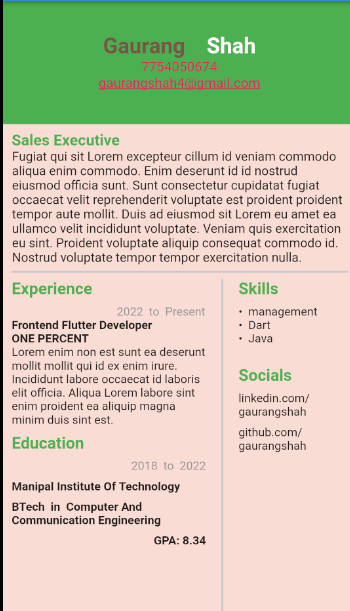 Gaurang Shah
7754050674
gaurangshah4@gmail.com
Sales Executive
Fugiat qui sit Lorem excepteur cillum id veniam commodo
aliqua enim commodo. Enim deserunt id id nostrud
eiusmod officia sunt. Sunt consectetur cupidatat fugiat
occaecat velit reprehenderit voluptate est proident proident
tempor aute mollit. Duis ad eiusmod sit Lorem eu amet ea
ullamco velit incididunt voluptate. Veniam quis exercitation
eu sint. Proident voluptate aliquip consequat commodo id.
Nostrud voluptate tempor tempor exercitation nulla.
Experience
2022 to Present
Frontend Flutter Developer
ONE PERCENT
Lorem enim non est sunt ea deserunt
mollit mollit qui id ex enim irure.
Incididunt labore occaecat id laboris
elit officia. Aliqua Lorem labore sint
enim proident ea aliquip magna
minim duis sint est.
Education
2018 to 2022
Manipal Institute Of Technology
BTech in Computer And
Communication Engineering
GPA: 8.34
Skills
• management
• Dart
• Java
Socials
linkedin.com/
gaurangshah
github.com/
gaurangshah